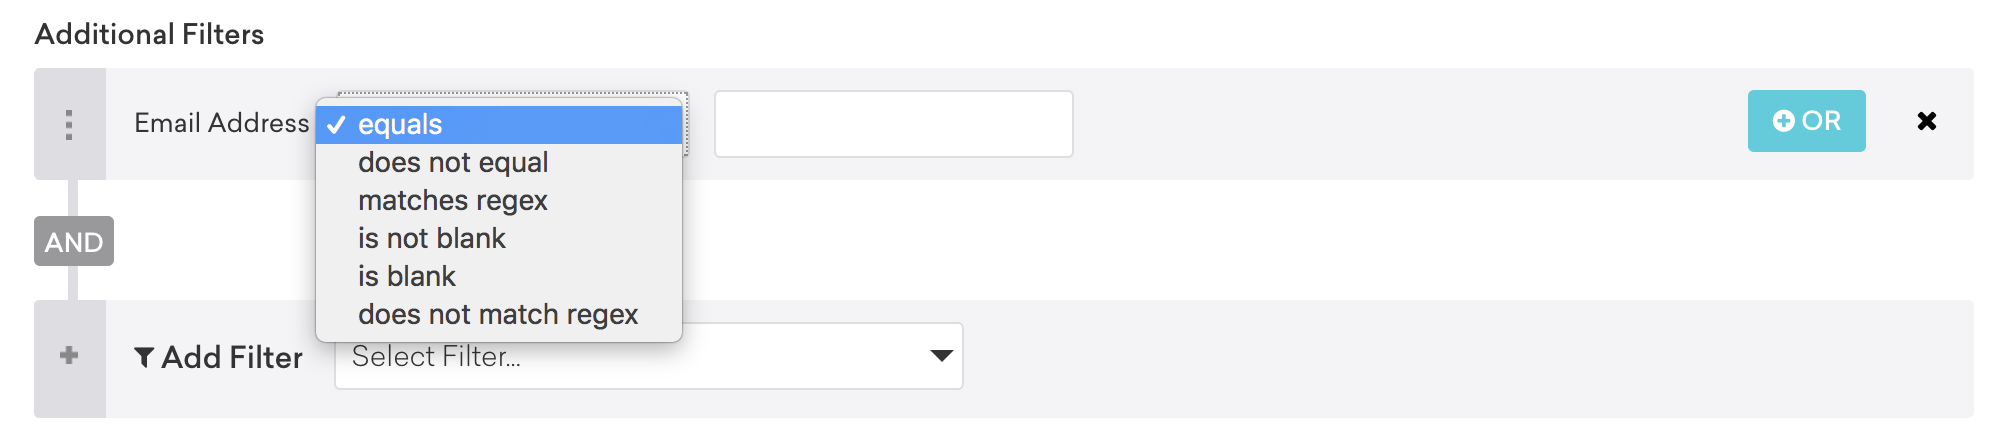 Additional Filters
Email Address
equals
does not equal
matches regex
is not blank
is blank
does not match regex
OR
AND
Add Filter
Select Filter...